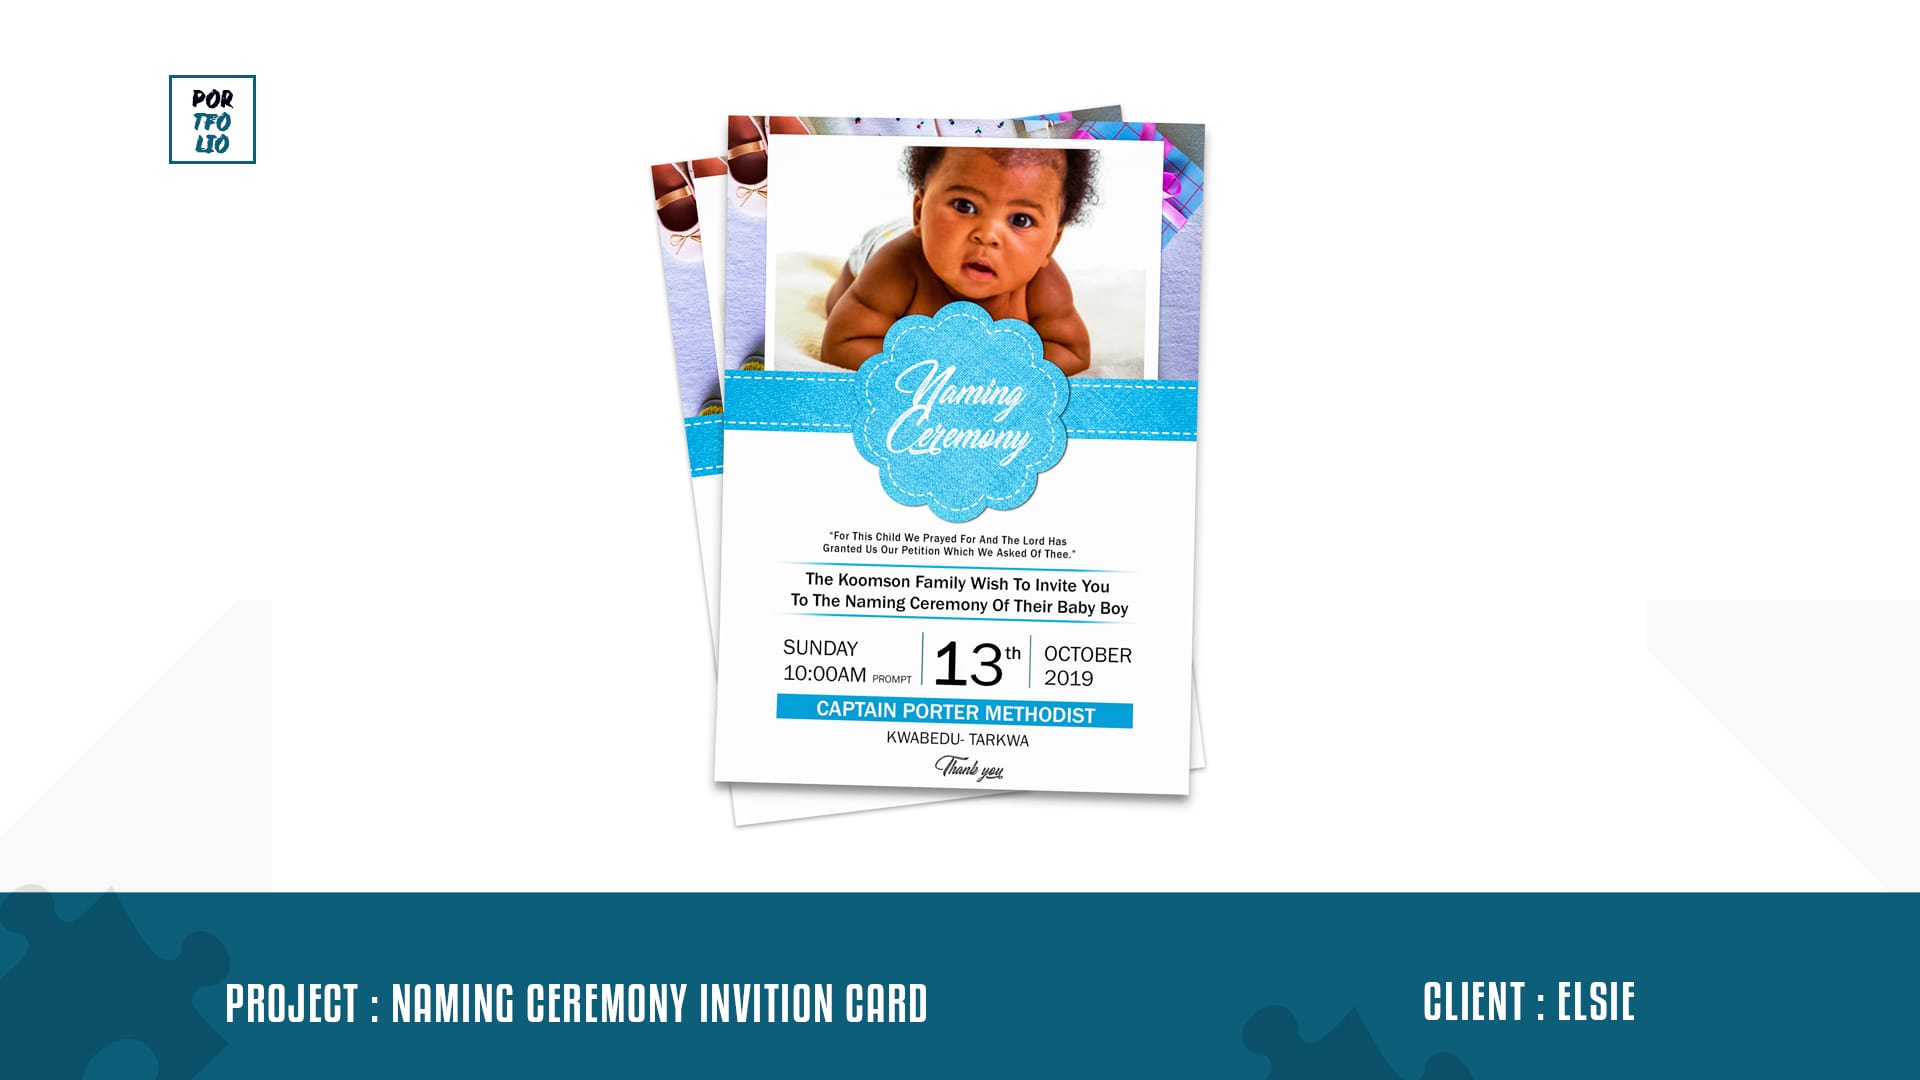 POR
TFO
LIO
Naming
Ceremony
“For This Child We Prayed For And The Lord Has
Granted Us Our Petition Which We Asked Of Thee.”
The Koomson Family Wish To Invite You
To The Naming Ceremony Of Their Baby Boy
SUNDAY
10:00AM PROMPT
13th
OCTOBER
2019
CAPTAIN PORTER METHODIST
KWABEDU- TARKWA
Thank you
PROJECT : NAMING CEREMONY INVITION CARD
CLIENT : ELSIE